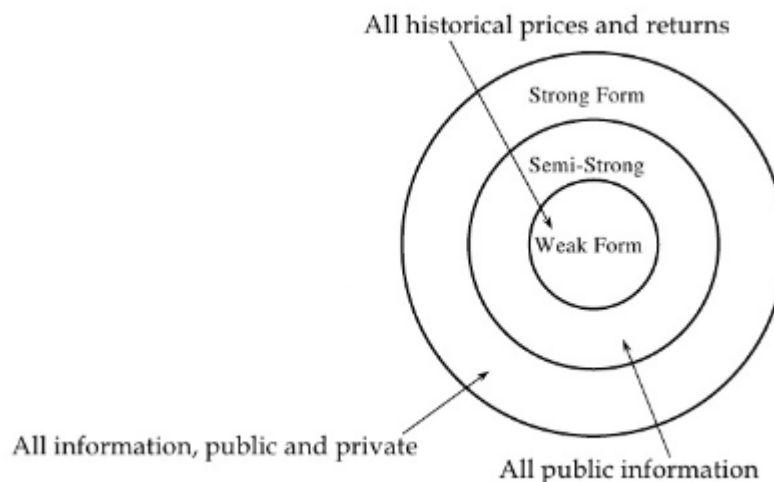 All historical prices and returns
Strong Form
Semi-Strong
Weak Form
All information, public and private
All public information